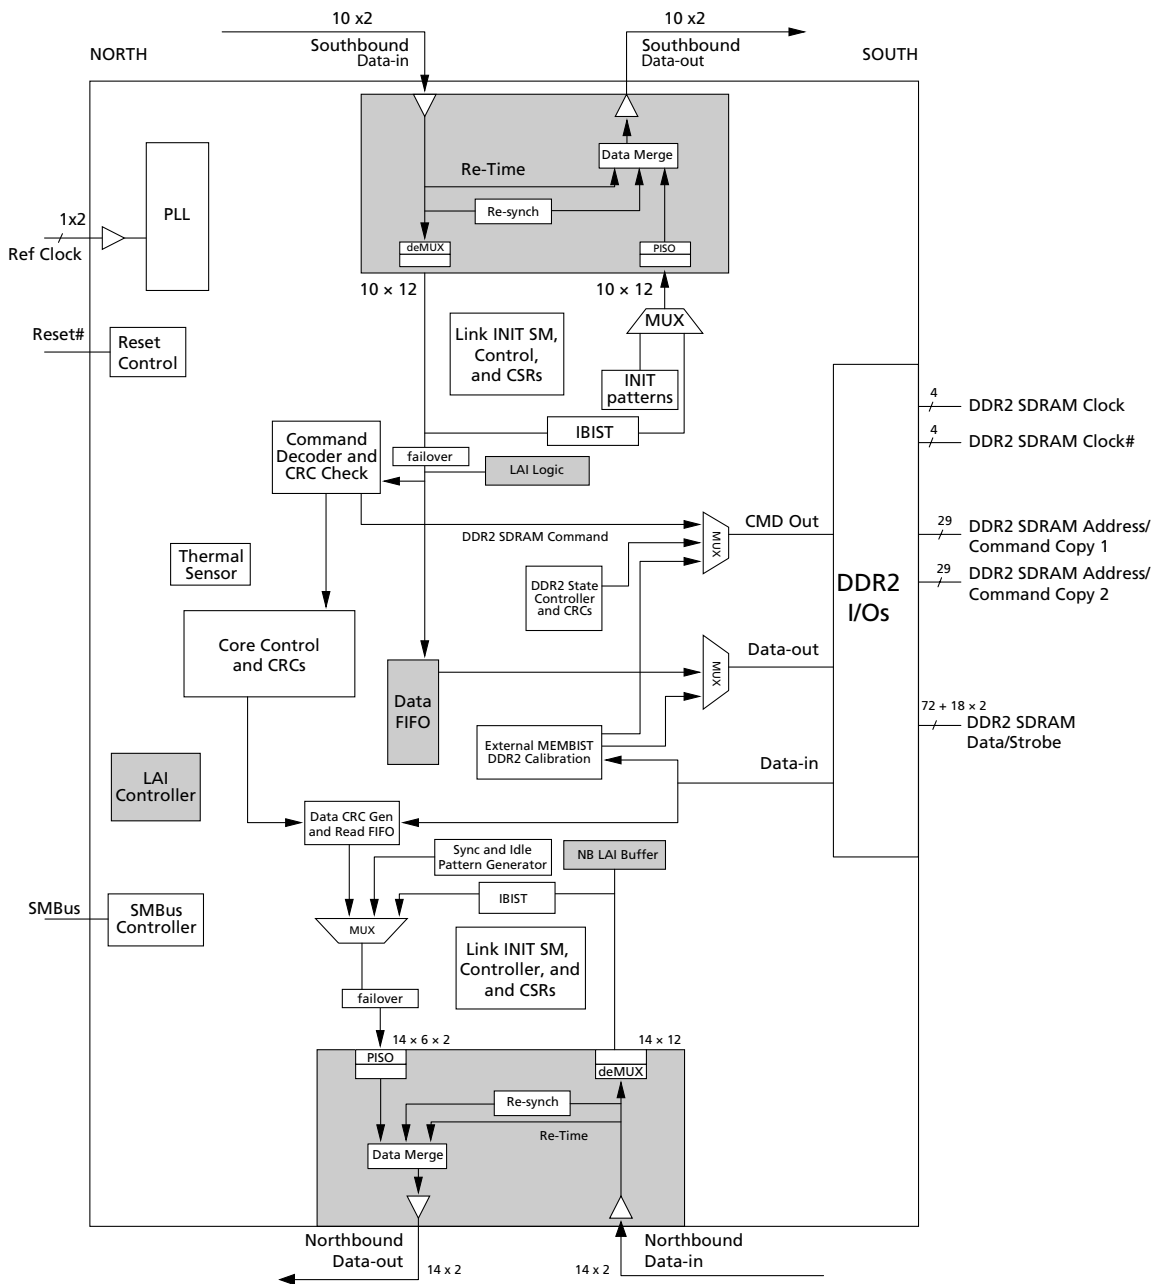 10 x2
10 x2
NORTH
Southbound
Data-in
Southbound
Data-out
SOUTH
Data Merge
Re-Time
PLL
Re-synch
1x2
Ref Clock
deMUX
PISO
10 × 12
10 × 12
Reset#
Reset
Control
Link INIT SM,
Control,
and CSRs
MUX
INIT
patterns
IBIST
4
DDR2 SDRAM Clock
4
DDR2 SDRAM Clock#
Command
Decoder and
CRC Check
failover
LAI Logic
DDR2 SDRAM Command
MUX
CMD Out
29
DDR2 SDRAM Address/
Command Copy 1
29
DDR2 SDRAM Address/
Command Copy 2
Thermal
Sensor
DDR2 State
Controller
and CRCs
DDR2
I/Os
Core Control
and CRCs
Data
FIFO
MUX
Data-out
72 + 18 × 2
DDR2 SDRAM
Data/Strobe
External MEMBIST
DDR2 Calibration
Data-in
LAI
Controller
Data CRC Gen
and Read FIFO
Sync and Idle
Pattern Generator
NB LAI Buffer
IBIST
SMBus
SMBus
Controller
MUX
Link INIT SM,
Controller, and
and CSRs
failover
14 × 6 × 2
14 × 12
PISO
deMUX
Re-synch
Re-Time
Data Merge
Northbound
Data-out
14 x 2
Northbound
Data-in
14 x 2